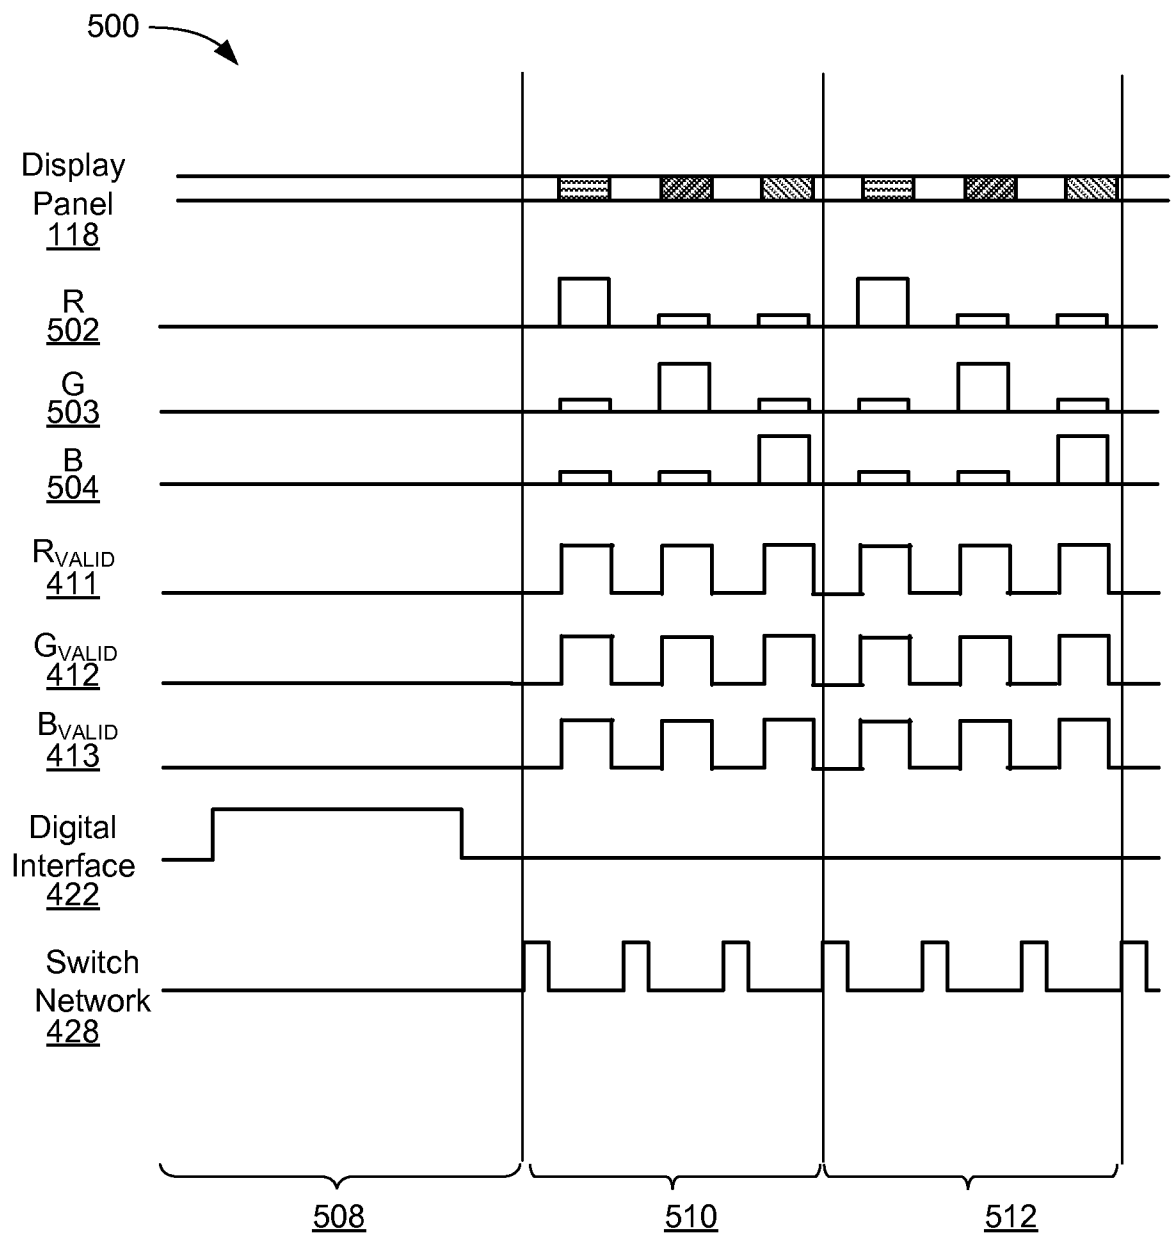 500
Display
Panel
118
R
502
G
503
B
504
RVALID
411
GVALID
412
BVALID
413
Digital
Interface
422
Switch
Network
428
508
510
512